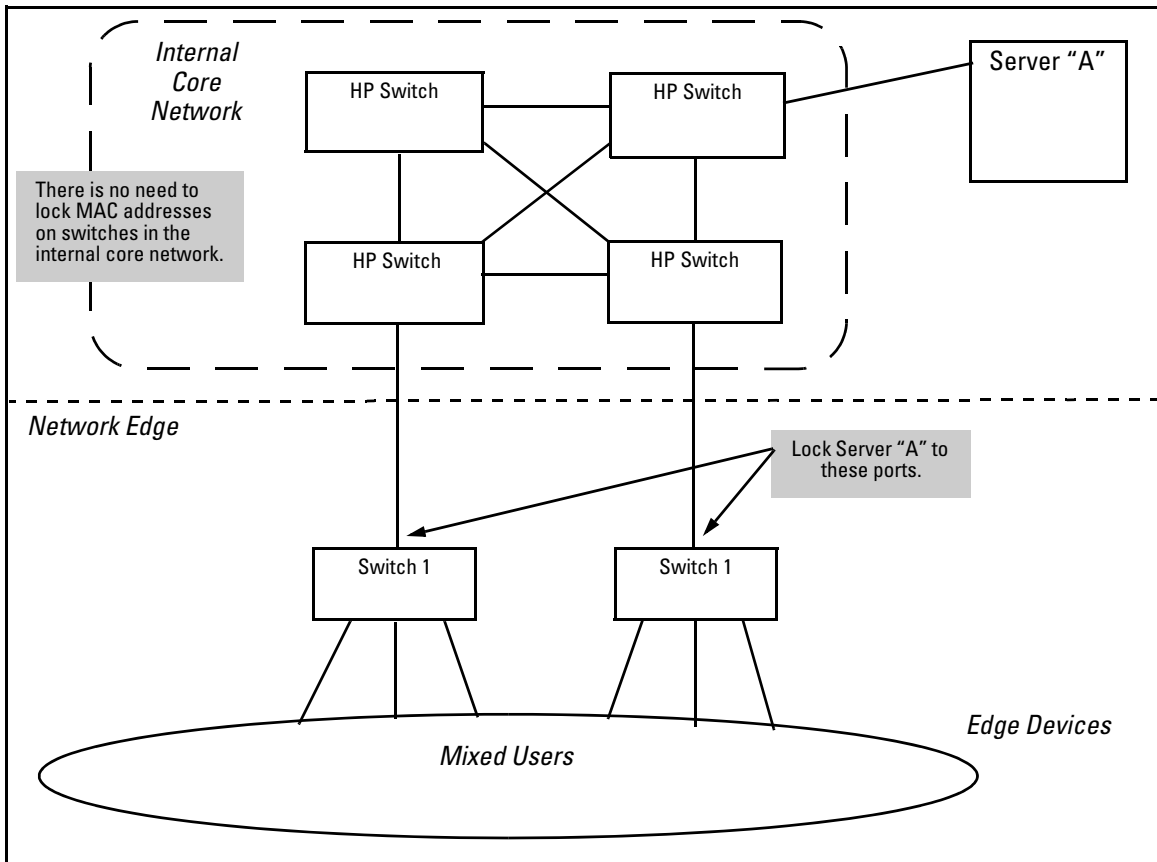 Internal
Core
Network
HP Switch
HP Switch
Server “A”
There is no need to
lock MAC addresses
on switches in the
internal core network.
HP Switch
HP Switch
Network Edge
Lock Server “A” to
these ports.
Switch 1
Switch 1
Edge Devices
Mixed Users